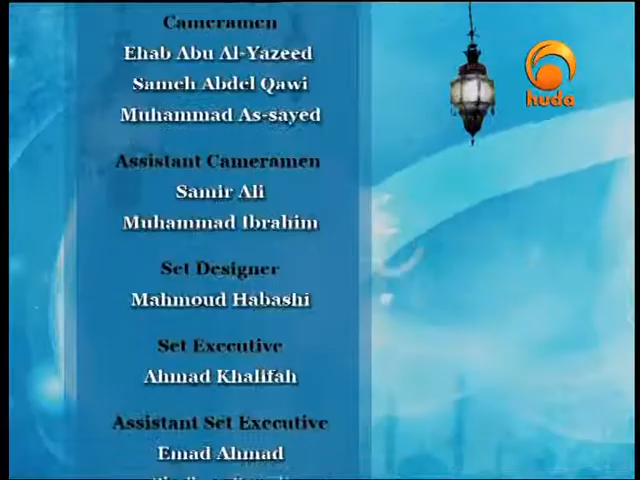 Cameramen
Ehab Abu Al-Yazeed
Sameh Abdel Qawi
Muhammad As-sayed
Assistant Cameramen
Samir Ali
Muhammad Ibrahim
Set Designer
Mahmoud Habashi
Set Executive
Ahmad Khalifah
Assistant Set Executive
Emad Ahmad
huda